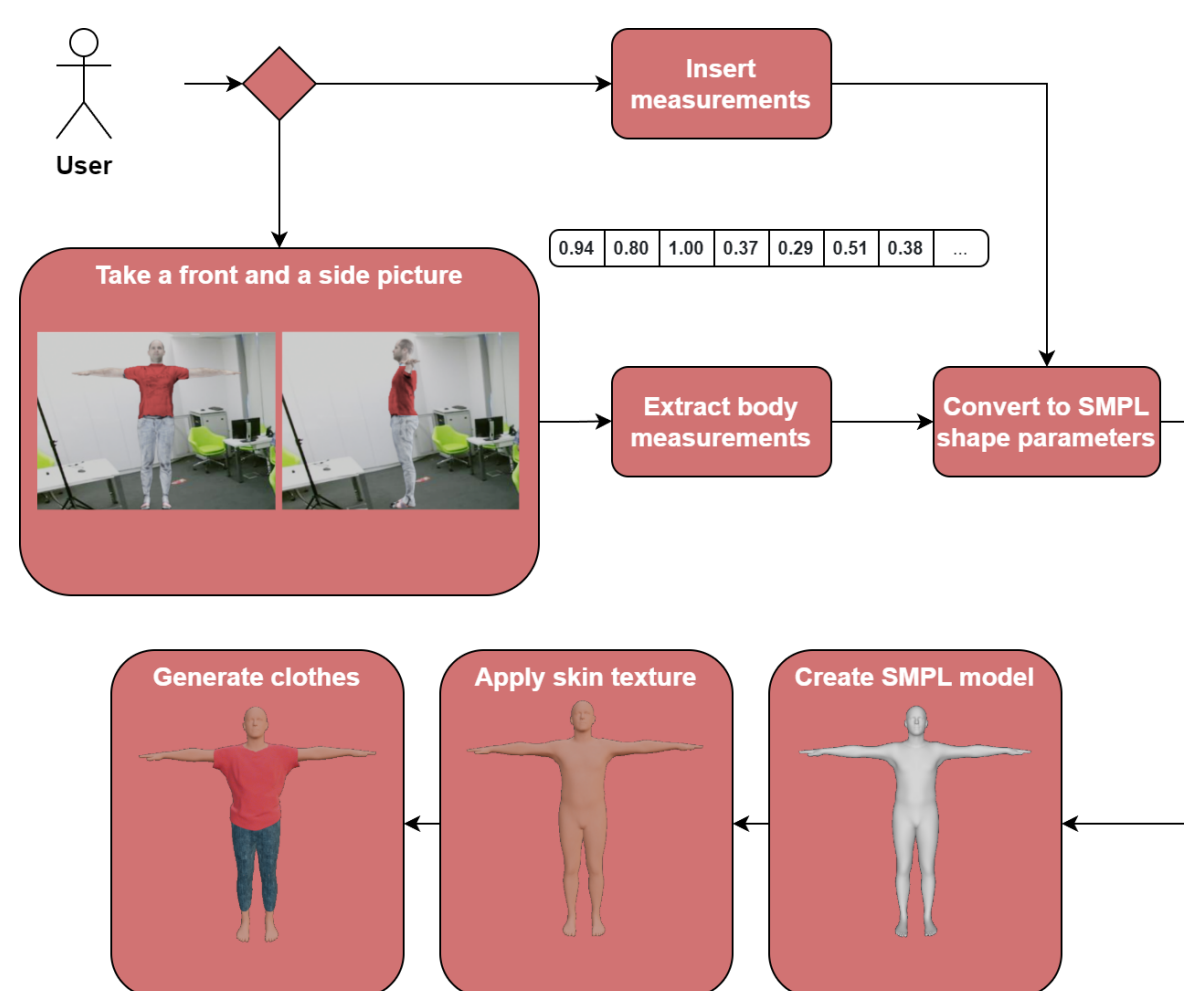 User
Insert
measurements
Take a front and a side picture
0.94 0.80 1.00 0.37 0.29 0.51 0.38 ...
Extract body
measurements
Convert to SMPL
shape parameters
Generate clothes
Apply skin texture
Create SMPL model